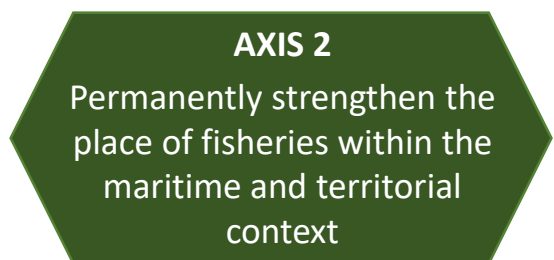 AXIS 2
Permanently strengthen the
place of fisheries within the
maritime and territorial
context